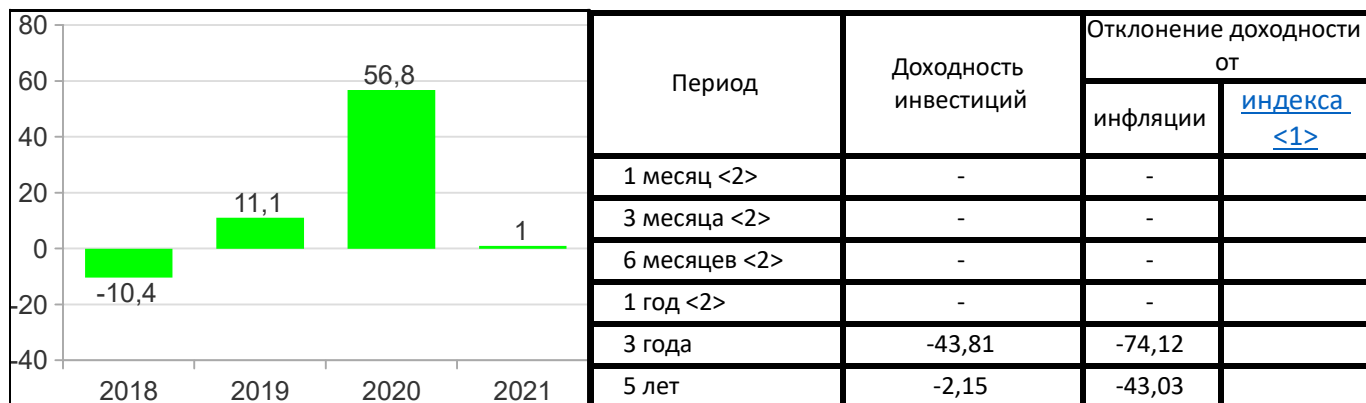 80
60
40
20
0
-20
-40
56,8
11,1
1
-10,4
2018 2019 2020 2021
Период
Доходность
инвестиций
Отклонение доходности
от
инфляции
индекса
<1>
1 месяц <2> - -
3 месяца <2> - -
6 месяцев <2> - -
1 год <2> - -
3 года -43,81 -74,12
5 лет -2,15 -43,03